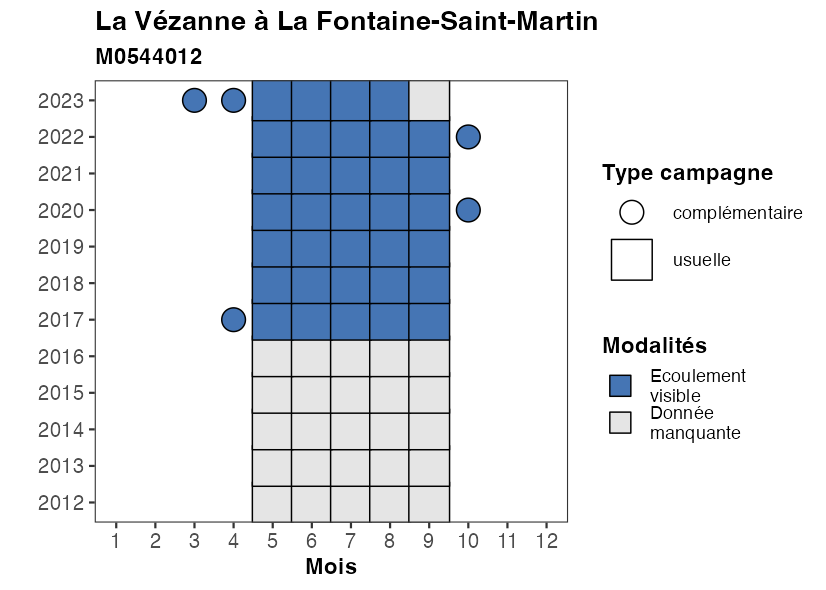 La Vézanne à La Fontaine-Saint-Martin
M0544012
2023
2022
2021
2020
2019
2018
2017
2016
2015
2014
2013
2012
1 2 3 4 5 6 7 8 9 10 11 12
Mois
Type campagne
complémentaire
usuelle
Modalités
Ecoulement
visible
Donnée
manquante